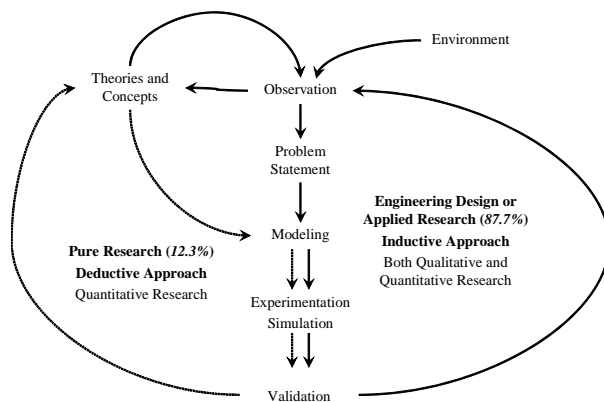 Environment
Theories and
Concepts
Observation
Problem
Statement
Engineering Design or
Applied Research (87.7%)
Inductive Approach
Both Qualitative and
Quantitative Research
Modeling
Pure Research (12.3%)
Deductive Approach
Quantitative Research
Experimentation
Simulation
Validation